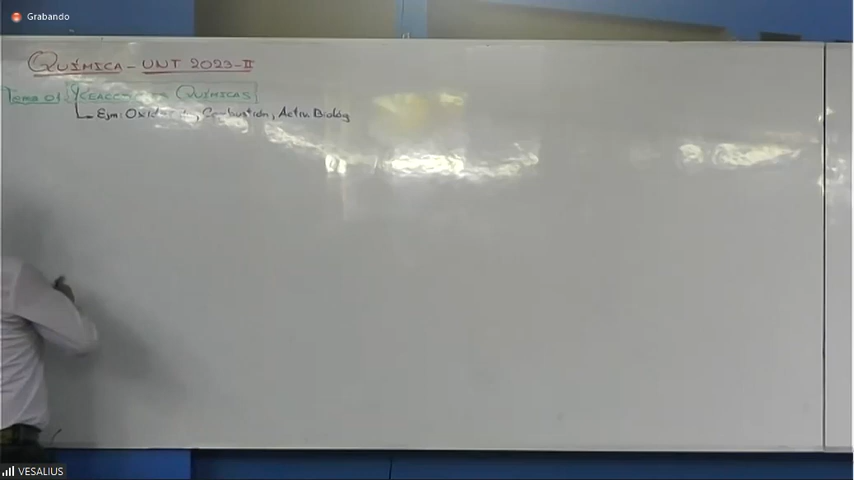 Grabando
QUÍMICA - UNT 2023-II
Tema 01 REACCIONES QUÍMICAS
Ejm: Oxidación, Combustión, Activ. Biológ
VESALIUS